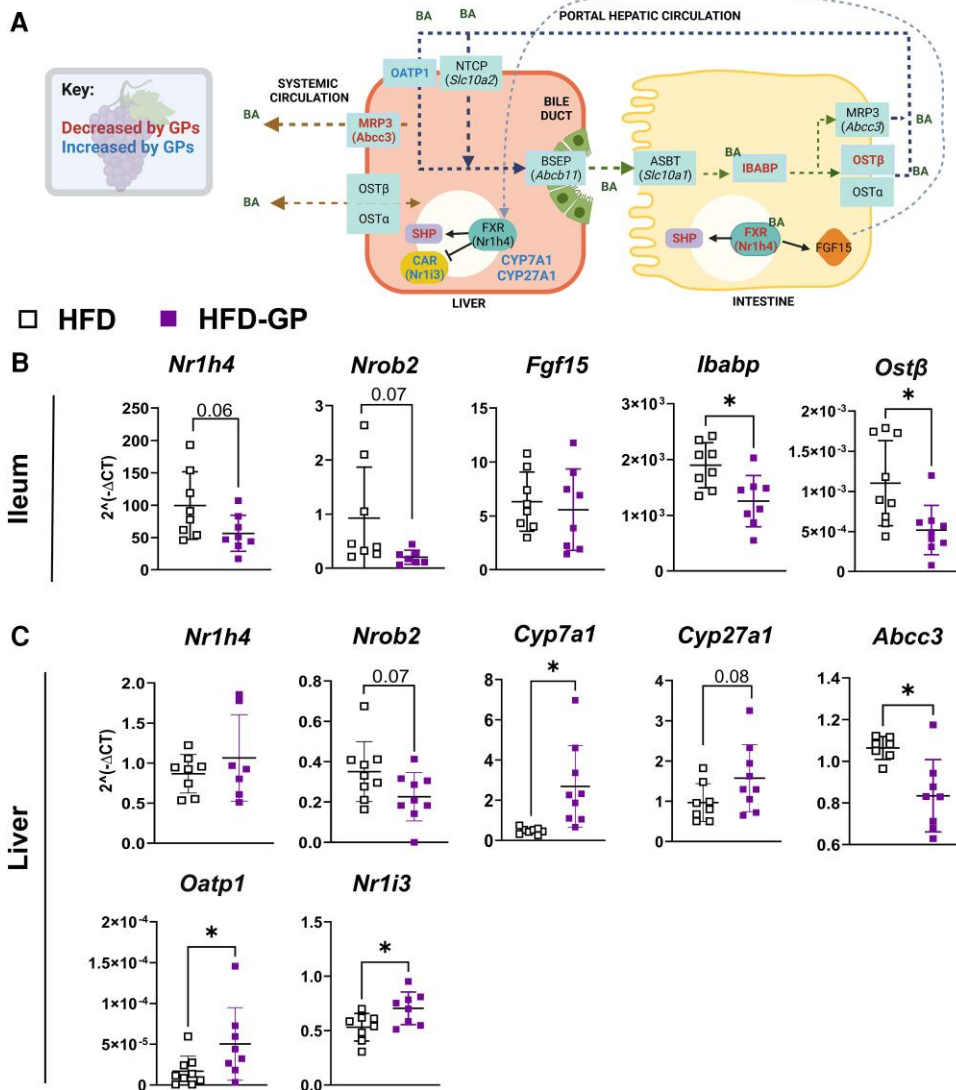 A
Key:
Decreased by GPs
Increased by GPs
BA
BA
PORTAL HEPATIC CIRCULATION
SYSTEMIC
CIRCULATION
BA
OATP1
NTCP
(Slc10a2)
MRP3
(Abcc3)
BILE
DUCT
BSEP
(Abcb11)
BA
ASBT
(Slc10a1)
BA
IBABP
MRP3
(Abcc3)
BA
OSTβ
BA
OSTα
BA
OSTβ
OSTα
SHP
FXR
(Nr1h4)
CAR
(Nr1i3)
CYP7A1
CYP27A1
LIVER
SHP
BA
FXR
(Nr1h4)
FGF15
INTESTINE
HFD HFD-GP
B
Ileum
Nr1h4
2^(-ΔCT)
250
200
150
100
50
0
0.06
Nrob2
3
2
1
0
0.07
Fgf15
15
10
5
0
Ibabp
3×10³
2×10³
1×10³
0
*
Ostβ
2×10⁻³
2×10⁻³
1×10⁻³
5×10⁻⁴
0
*
C
Liver
Nr1h4
2^(-ΔCT)
2.0
1.5
1.0
0.5
0.0
Nrob2
0.8
0.6
0.4
0.2
0.0
0.07
Cyp7a1
8
6
4
2
0
*
Cyp27a1
4
3
2
1
0
0.08
Abcc3
1.4
1.2
1.0
0.8
0.6
*
Oatp1
2×10⁻⁴
2×10⁻⁴
1×10⁻⁴
5×10⁻⁵
0
*
Nr1i3
1.5
1.0
0.5
0.0
*